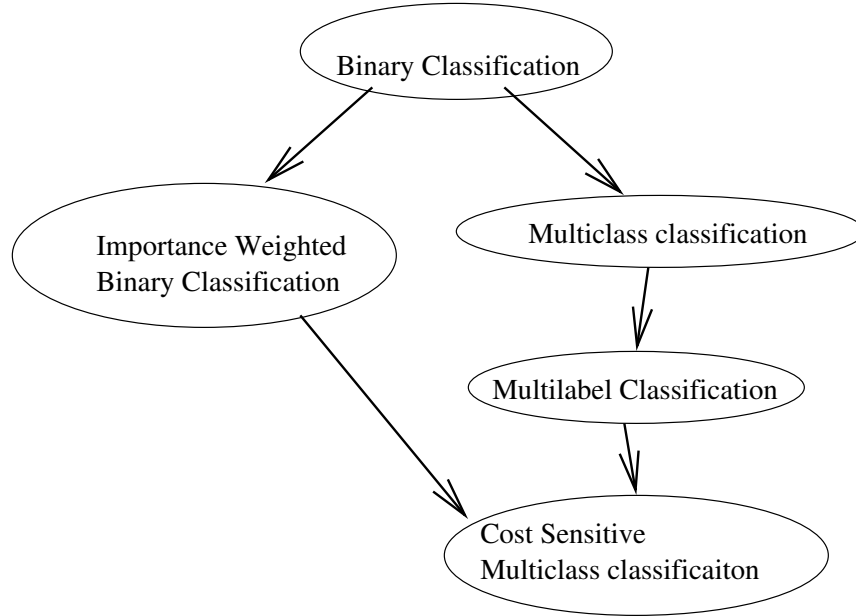 Binary Classification
Importance Weighted
Binary Classification
Multiclass classification
Multilabel Classification
Cost Sensitive
Multiclass classificaiton